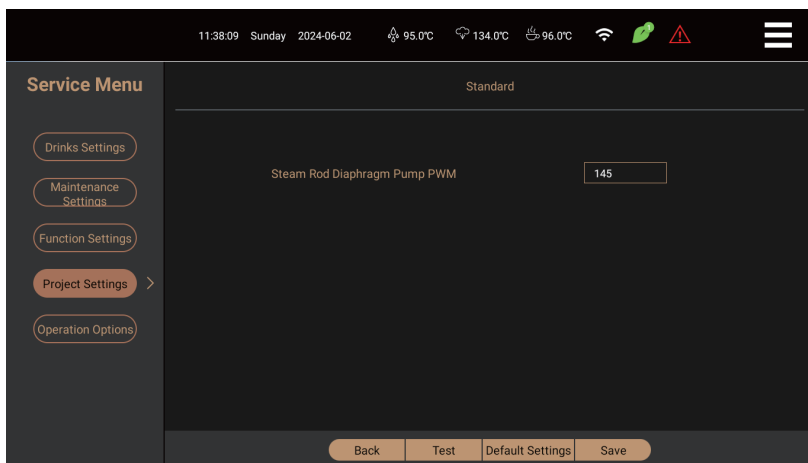 11:38:09 Sunday 2024-06-02 95.0℃ 134.0℃ 96.0℃ 1
Service Menu
Standard
Drinks Settings
Maintenance
Settings
Function Settings
Project Settings
Operation Options
Steam Rod Diaphragm Pump PWM 145
Back Test Default Settings Save